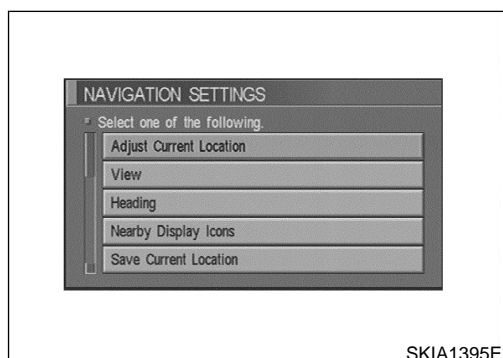 NAVIGATION SETTINGS
Select one of the following.
Adjust Current Location
View
Heading
Nearby Display Icons
Save Current Location
SKIA1395E